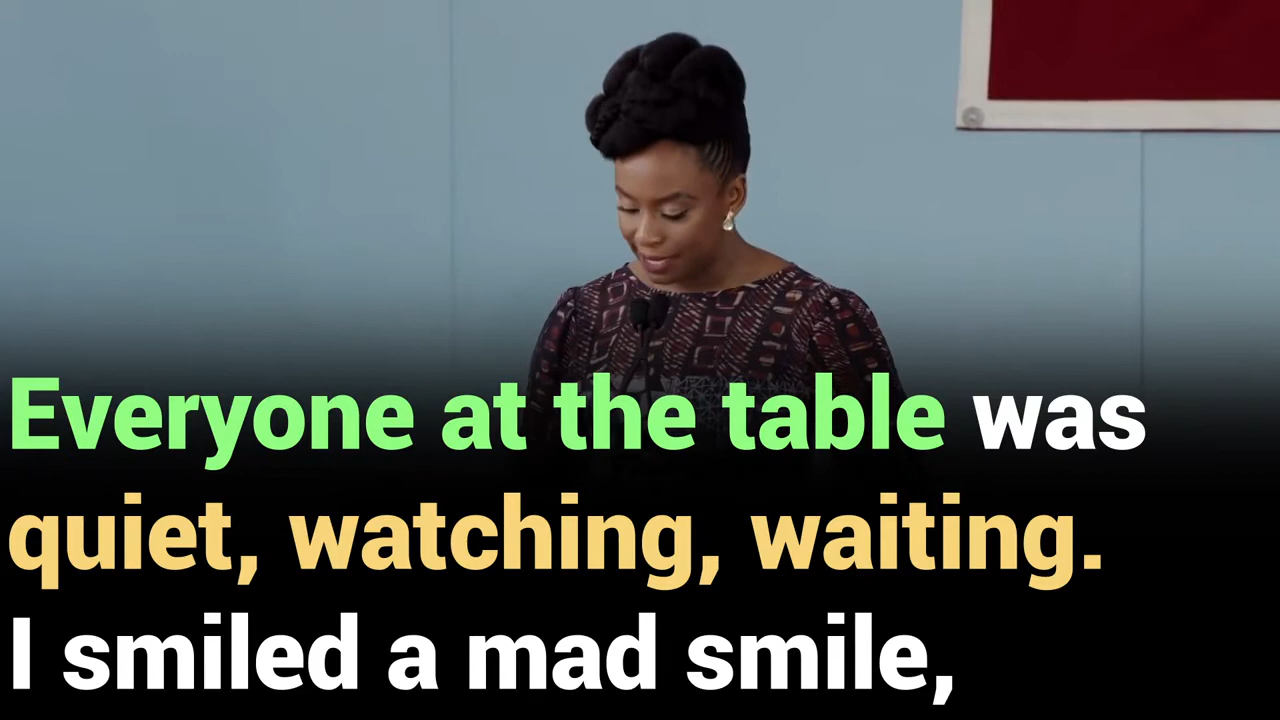 Everyone at the table was
quiet, watching, waiting.
I smiled a mad smile,